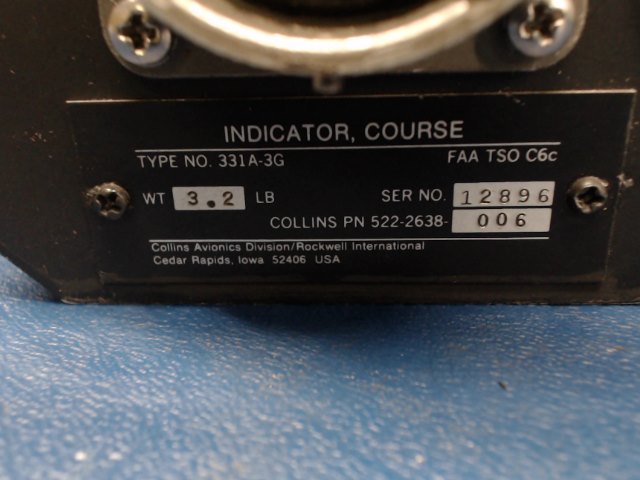 INDICATOR, COURSE
TYPE NO. 331A-3G FAA TSO C6c
WT 3.2 LB SER NO. 12896
COLLINS PN 522-2638- 006
Collins Avionics Division/Rockwell International
Cedar Rapids, Iowa 52406 USA